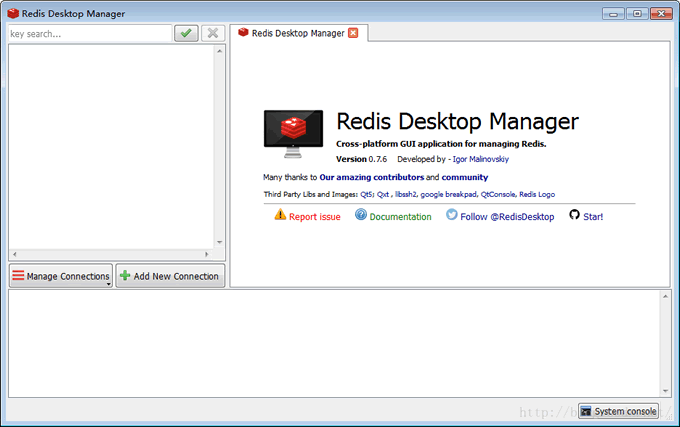 Redis Desktop Manager
key search...
Redis Desktop Manager
Redis Desktop Manager
Cross-platform GUI application for managing Redis.
Version 0.7.6 Developed by - Igor Malinovskiy
Many thanks to Our amazing contributors and community
Third Party Libs and Images: Qt5; Qxt , libssh2, google breakpad, QtConsole, Redis Logo
Report issue Documentation Follow @RedisDesktop Start!
Manage Connections Add New Connection
System console